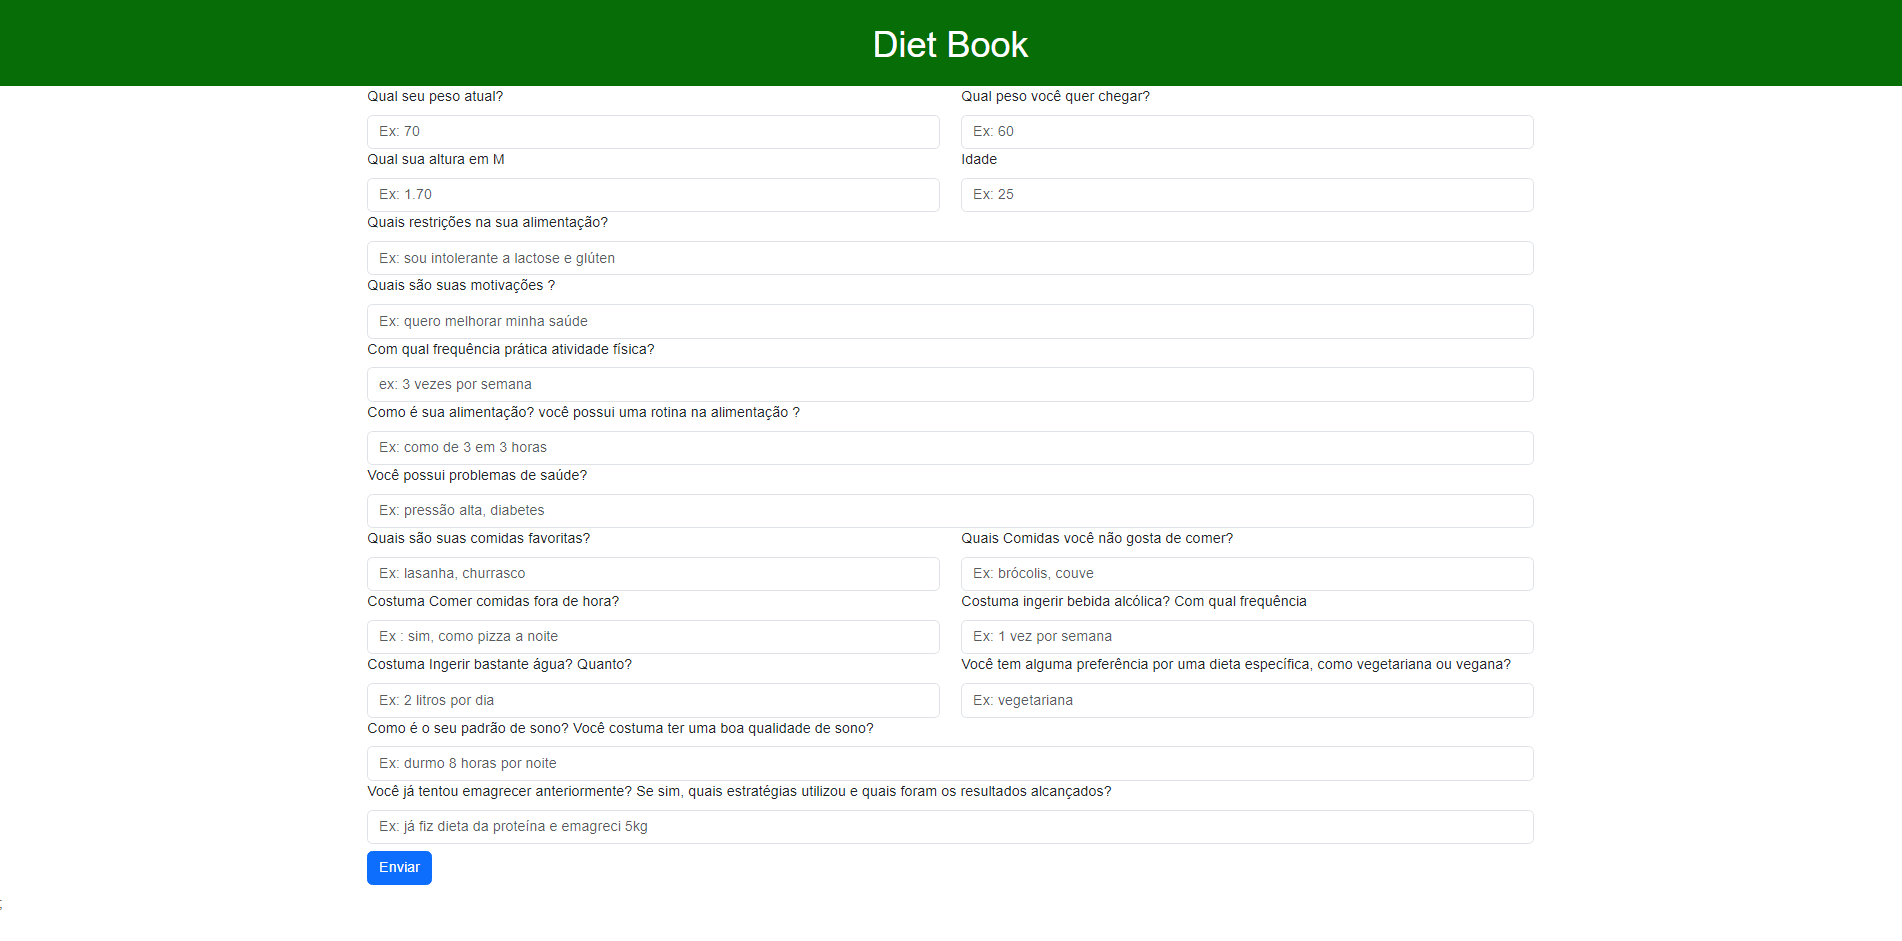 Diet Book
Qual seu peso atual? Qual peso você quer chegar?
Ex: 70 Ex: 60
Qual sua altura em M Idade
Ex: 1.70 Ex: 25
Quais restrições na sua alimentação?
Ex: sou intolerante a lactose e glúten
Quais são suas motivações ?
Ex: quero melhorar minha saúde
Com qual frequência prática atividade física?
ex: 3 vezes por semana
Como é sua alimentação? você possui uma rotina na alimentação ?
Ex: como de 3 em 3 horas
Você possui problemas de saúde?
Ex: pressão alta, diabetes
Quais são suas comidas favoritas? Quais Comidas você não gosta de comer?
Ex: lasanha, churrasco Ex: brócolis, couve
Costuma Comer comidas fora de hora? Costuma ingerir bebida alcólica? Com qual frequência
Ex : sim, como pizza a noite Ex: 1 vez por semana
Costuma Ingerir bastante água? Quanto? Você tem alguma preferência por uma dieta específica, como vegetariana ou vegana?
Ex: 2 litros por dia Ex: vegetariana
Como é o seu padrão de sono? Você costuma ter uma boa qualidade de sono?
Ex: durmo 8 horas por noite
Você já tentou emagrecer anteriormente? Se sim, quais estratégias utilizou e quais foram os resultados alcançados?
Ex: já fiz dieta da proteína e emagreci 5kg
Enviar
;